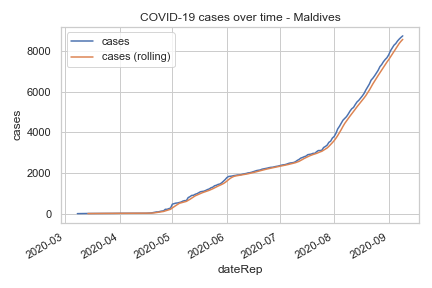 COVID-19 cases over time - Maldives
cases
cases (rolling)
8000
6000
4000
2000
0
cases
2020-03
2020-04
2020-05
2020-06
2020-07
2020-08
2020-09
dateRep